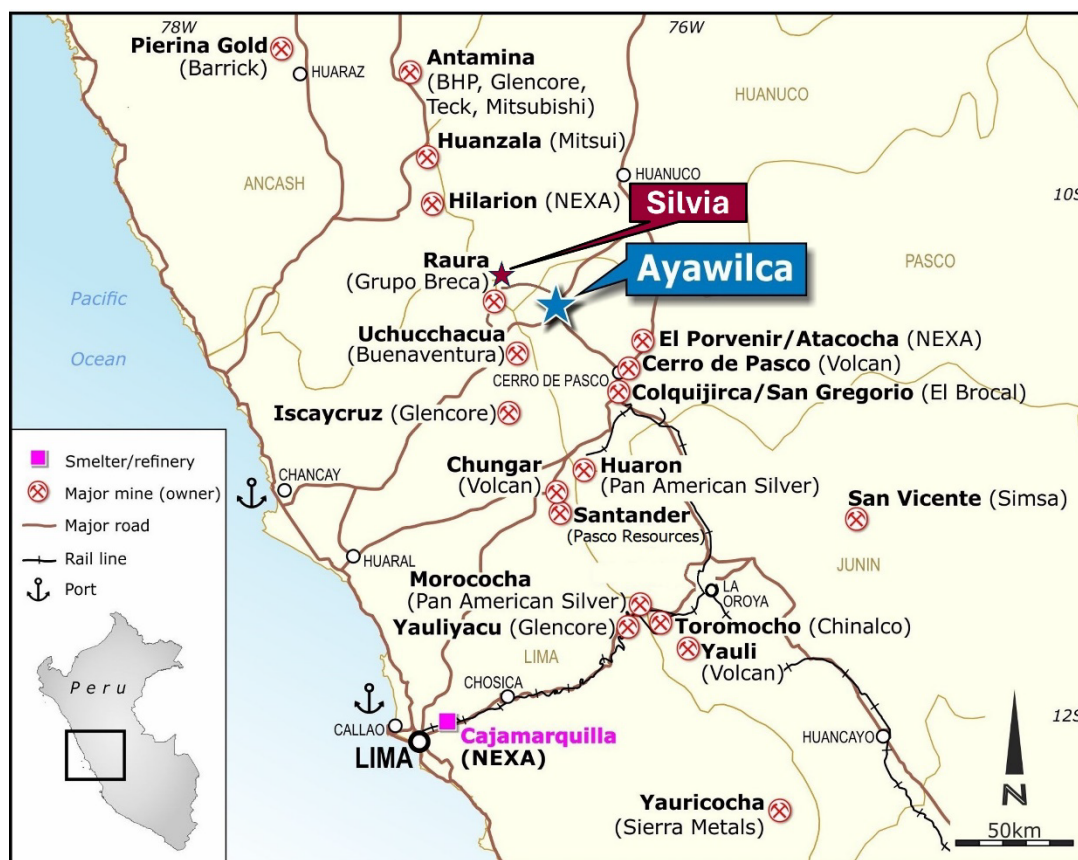 78W
76W
Pierina Gold
(Barrick)
HUARAZ
Antamina
(BHP, Glencore,
Teck, Mitsubishi)
HUANUCO
Huanzala (Mitsui)
ANCASH
HUANUCO
10S
Hilarion (NEXA)
Silvia
Raura
(Grupo Breca)
Ayawilca
PASCO
Pacific
Ocean
Uchucchacua
(Buenaventura)
El Porvenir/Atacocha (NEXA)
Cerro de Pasco (Volcan)
CERRO DE PASCO
Colquijirca/San Gregorio (El Brocal)
Iscaycruz (Glencore)
Smelter/refinery
Major mine (owner)
Major road
Rail line
Port
Peru
CHANCAY
Chungar
(Volcan)
Huaron
(Pan American Silver)
Santander
(Pasco Resources)
San Vicente (Simsa)
HUARAL
JUNIN
Morococha
(Pan American Silver)
LA
OROYA
Yauliyacu (Glencore)
Toromocho (Chinalco)
Yauli
(Volcan)
LIMA
CHOSICA
CALLAO
LIMA
Cajamarquilla
(NEXA)
12S
HUANCAYO
Yauricocha
(Sierra Metals)
N
50km